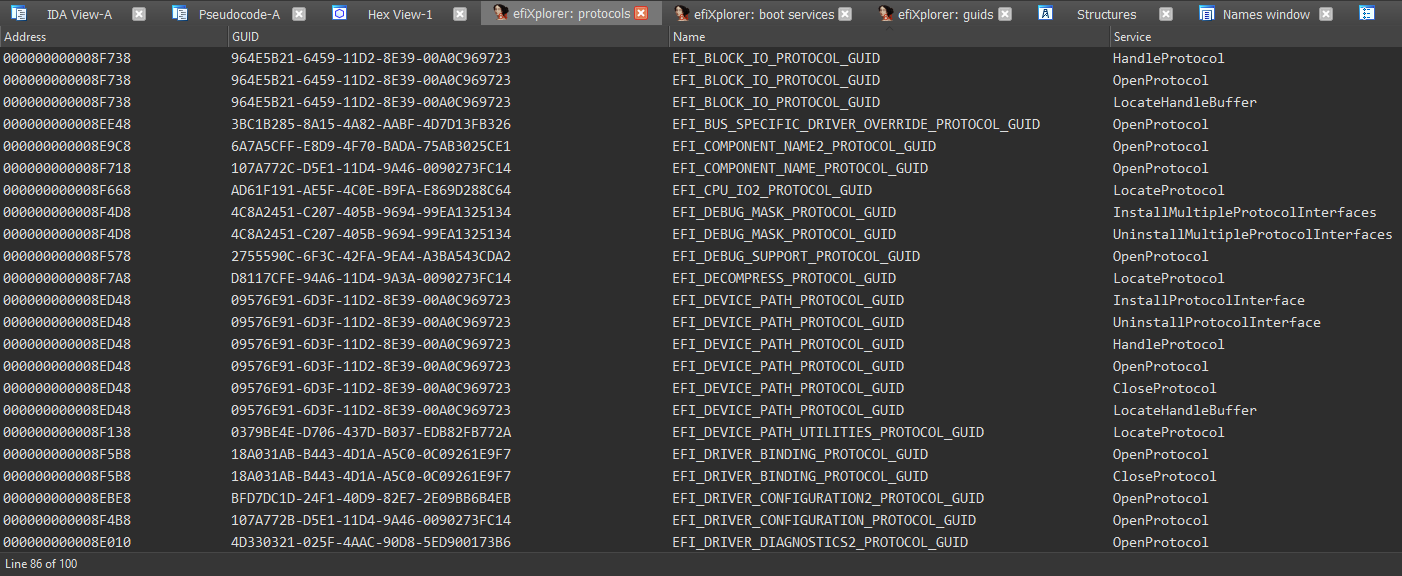 IDA View-A Pseudocode-A Hex View-1 efiXplorer: protocols efiXplorer: boot services efiXplorer: guids Structures Names window
Address GUID Name Service
000000000008F738 964E5B21-6459-11D2-8E39-00A0C969723 EFI_BLOCK_IO_PROTOCOL_GUID HandleProtocol
000000000008F738 964E5B21-6459-11D2-8E39-00A0C969723 EFI_BLOCK_IO_PROTOCOL_GUID OpenProtocol
000000000008F738 964E5B21-6459-11D2-8E39-00A0C969723 EFI_BLOCK_IO_PROTOCOL_GUID LocateHandleBuffer
000000000008EE48 3BC1B285-8A15-4A82-AABF-4D7D13FB326 EFI_BUS_SPECIFIC_DRIVER_OVERRIDE_PROTOCOL_GUID OpenProtocol
000000000008E9C8 6A7A5CFF-E8D9-4F70-BADA-75AB3025CE1 EFI_COMPONENT_NAME2_PROTOCOL_GUID OpenProtocol
000000000008F718 107A772C-D5E1-11D4-9A46-0090273FC14 EFI_COMPONENT_NAME_PROTOCOL_GUID OpenProtocol
000000000008F668 AD61F191-AE5F-4C0E-B9FA-E869D288C64 EFI_CPU_IO2_PROTOCOL_GUID LocateProtocol
000000000008F4D8 4C8A2451-C207-405B-9694-99EA1325134 EFI_DEBUG_MASK_PROTOCOL_GUID InstallMultipleProtocolInterfaces
000000000008F4D8 4C8A2451-C207-405B-9694-99EA1325134 EFI_DEBUG_MASK_PROTOCOL_GUID UninstallMultipleProtocolInterfaces
000000000008F578 2755590C-6F3C-42FA-9EA4-A3BA543CDA2 EFI_DEBUG_SUPPORT_PROTOCOL_GUID OpenProtocol
000000000008F7A8 D8117CFE-94A6-11D4-9A3A-0090273FC14 EFI_DECOMPRESS_PROTOCOL_GUID LocateProtocol
000000000008ED48 09576E91-6D3F-11D2-8E39-00A0C969723 EFI_DEVICE_PATH_PROTOCOL_GUID InstallProtocolInterface
000000000008ED48 09576E91-6D3F-11D2-8E39-00A0C969723 EFI_DEVICE_PATH_PROTOCOL_GUID UninstallProtocolInterface
000000000008ED48 09576E91-6D3F-11D2-8E39-00A0C969723 EFI_DEVICE_PATH_PROTOCOL_GUID HandleProtocol
000000000008ED48 09576E91-6D3F-11D2-8E39-00A0C969723 EFI_DEVICE_PATH_PROTOCOL_GUID OpenProtocol
000000000008ED48 09576E91-6D3F-11D2-8E39-00A0C969723 EFI_DEVICE_PATH_PROTOCOL_GUID CloseProtocol
000000000008ED48 09576E91-6D3F-11D2-8E39-00A0C969723 EFI_DEVICE_PATH_PROTOCOL_GUID LocateHandleBuffer
000000000008F138 0379BE4E-D706-437D-B037-EDB82FB772A EFI_DEVICE_PATH_UTILITIES_PROTOCOL_GUID LocateProtocol
000000000008F5B8 18A031AB-B443-4D1A-A5C0-0C09261E9F7 EFI_DRIVER_BINDING_PROTOCOL_GUID OpenProtocol
000000000008F5B8 18A031AB-B443-4D1A-A5C0-0C09261E9F7 EFI_DRIVER_BINDING_PROTOCOL_GUID CloseProtocol
000000000008EBE8 BFD7DC1D-24F1-40D9-82E7-2E09BB6B4EB EFI_DRIVER_CONFIGURATION2_PROTOCOL_GUID OpenProtocol
000000000008F4B8 107A772B-D5E1-11D4-9A46-0090273FC14 EFI_DRIVER_CONFIGURATION_PROTOCOL_GUID OpenProtocol
000000000008E010 4D330321-025F-4AAC-90D8-5ED900173B6 EFI_DRIVER_DIAGNOSTICS2_PROTOCOL_GUID OpenProtocol
Line 86 of 100